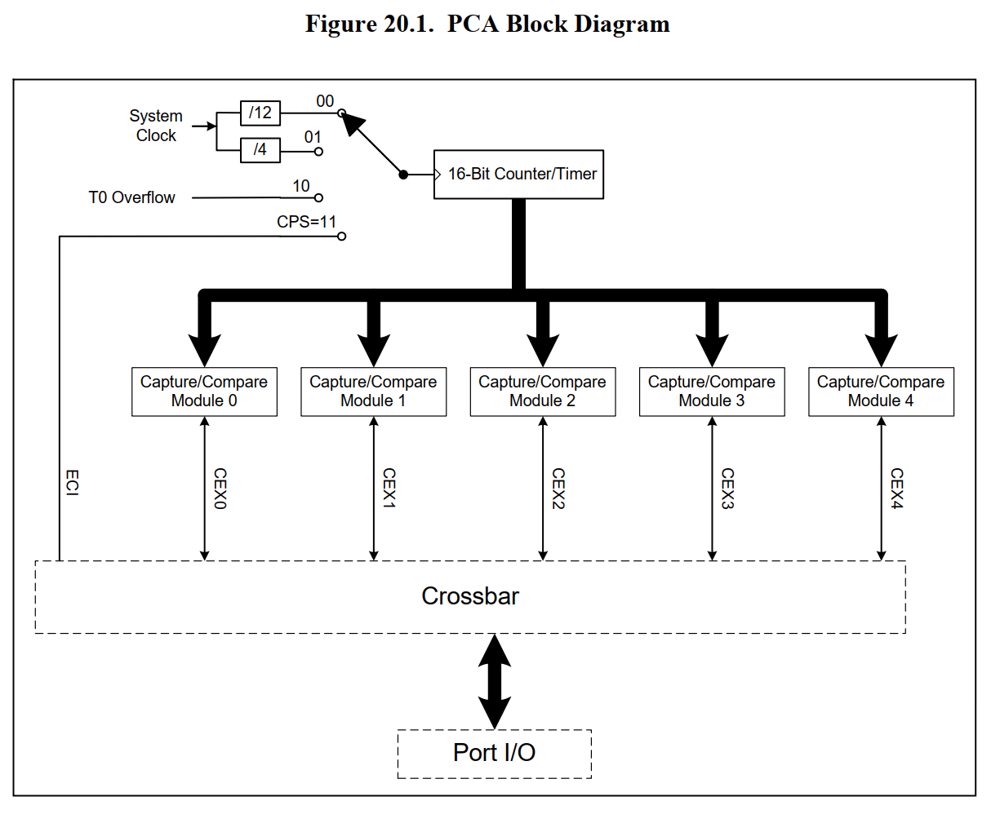 Figure 20.1.  PCA Block Diagram
System
Clock
/12
00
/4
01
T0 Overflow
10
CPS=11
16-Bit Counter/Timer
Capture/Compare
Module 0
Capture/Compare
Module 1
Capture/Compare
Module 2
Capture/Compare
Module 3
Capture/Compare
Module 4
ECI
CEX0
CEX1
CEX2
CEX3
CEX4
Crossbar
Port I/O